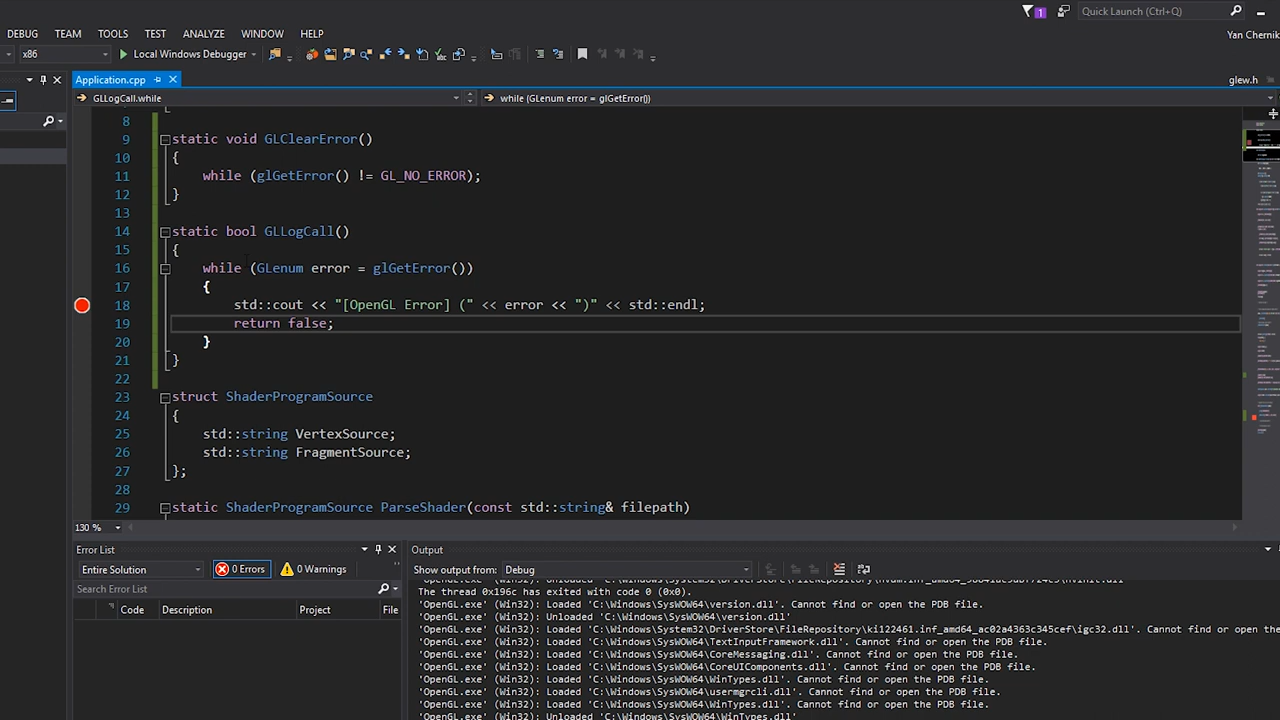 1 Quick Launch (Ctrl+Q)
DEBUG TEAM TOOLS TEST ANALYZE WINDOW HELP Yan Chernik
x86 Local Windows Debugger
Application.cpp glew.h
GLLogCall.while while (GLenum error = glGetError())
8
9 static void GLClearError()
10 {
11 while (glGetError() != GL_NO_ERROR);
12 }
13
14 static bool GLLogCall()
15 {
16 while (GLenum error = glGetError())
17 {
18 std::cout << "[OpenGL Error] (" << error << ")" << std::endl;
19 return false;
20 }
21 }
22
23 struct ShaderProgramSource
24 {
25 std::string VertexSource;
26 std::string FragmentSource;
27 };
28
29 static ShaderProgramSource ParseShader(const std::string& filepath)
130 %
Error List
Entire Solution 0 Errors 0 Warnings
Search Error List
Code Description Project File
Output
Show output from: Debug
The thread 0x196c has exited with code 0 (0x0).
'OpenGL.exe' (Win32): Loaded 'C:\Windows\SysWOW64\version.dll'. Cannot find or open the PDB file.
'OpenGL.exe' (Win32): Unloaded 'C:\Windows\SysWOW64\version.dll'
'OpenGL.exe' (Win32): Loaded 'C:\Windows\System32\DriverStore\FileRepository\ki122461.inf_amd64_ac02a4363c345cef\igc32.dll'. Cannot find or open the
'OpenGL.exe' (Win32): Loaded 'C:\Windows\SysWOW64\TextInputFramework.dll'. Cannot find or open the PDB file.
'OpenGL.exe' (Win32): Loaded 'C:\Windows\SysWOW64\CoreMessaging.dll'. Cannot find or open the PDB file.
'OpenGL.exe' (Win32): Loaded 'C:\Windows\SysWOW64\CoreUIComponents.dll'. Cannot find or open the PDB file.
'OpenGL.exe' (Win32): Loaded 'C:\Windows\SysWOW64\WinTypes.dll'. Cannot find or open the PDB file.
'OpenGL.exe' (Win32): Loaded 'C:\Windows\SysWOW64\usermgrcli.dll'. Cannot find or open the PDB file.
'OpenGL.exe' (Win32): Loaded 'C:\Windows\SysWOW64\WinTypes.dll'. Cannot find or open the PDB file.
'OpenGL.exe' (Win32): Unloaded 'C:\Windows\SysWOW64\WinTypes.dll'